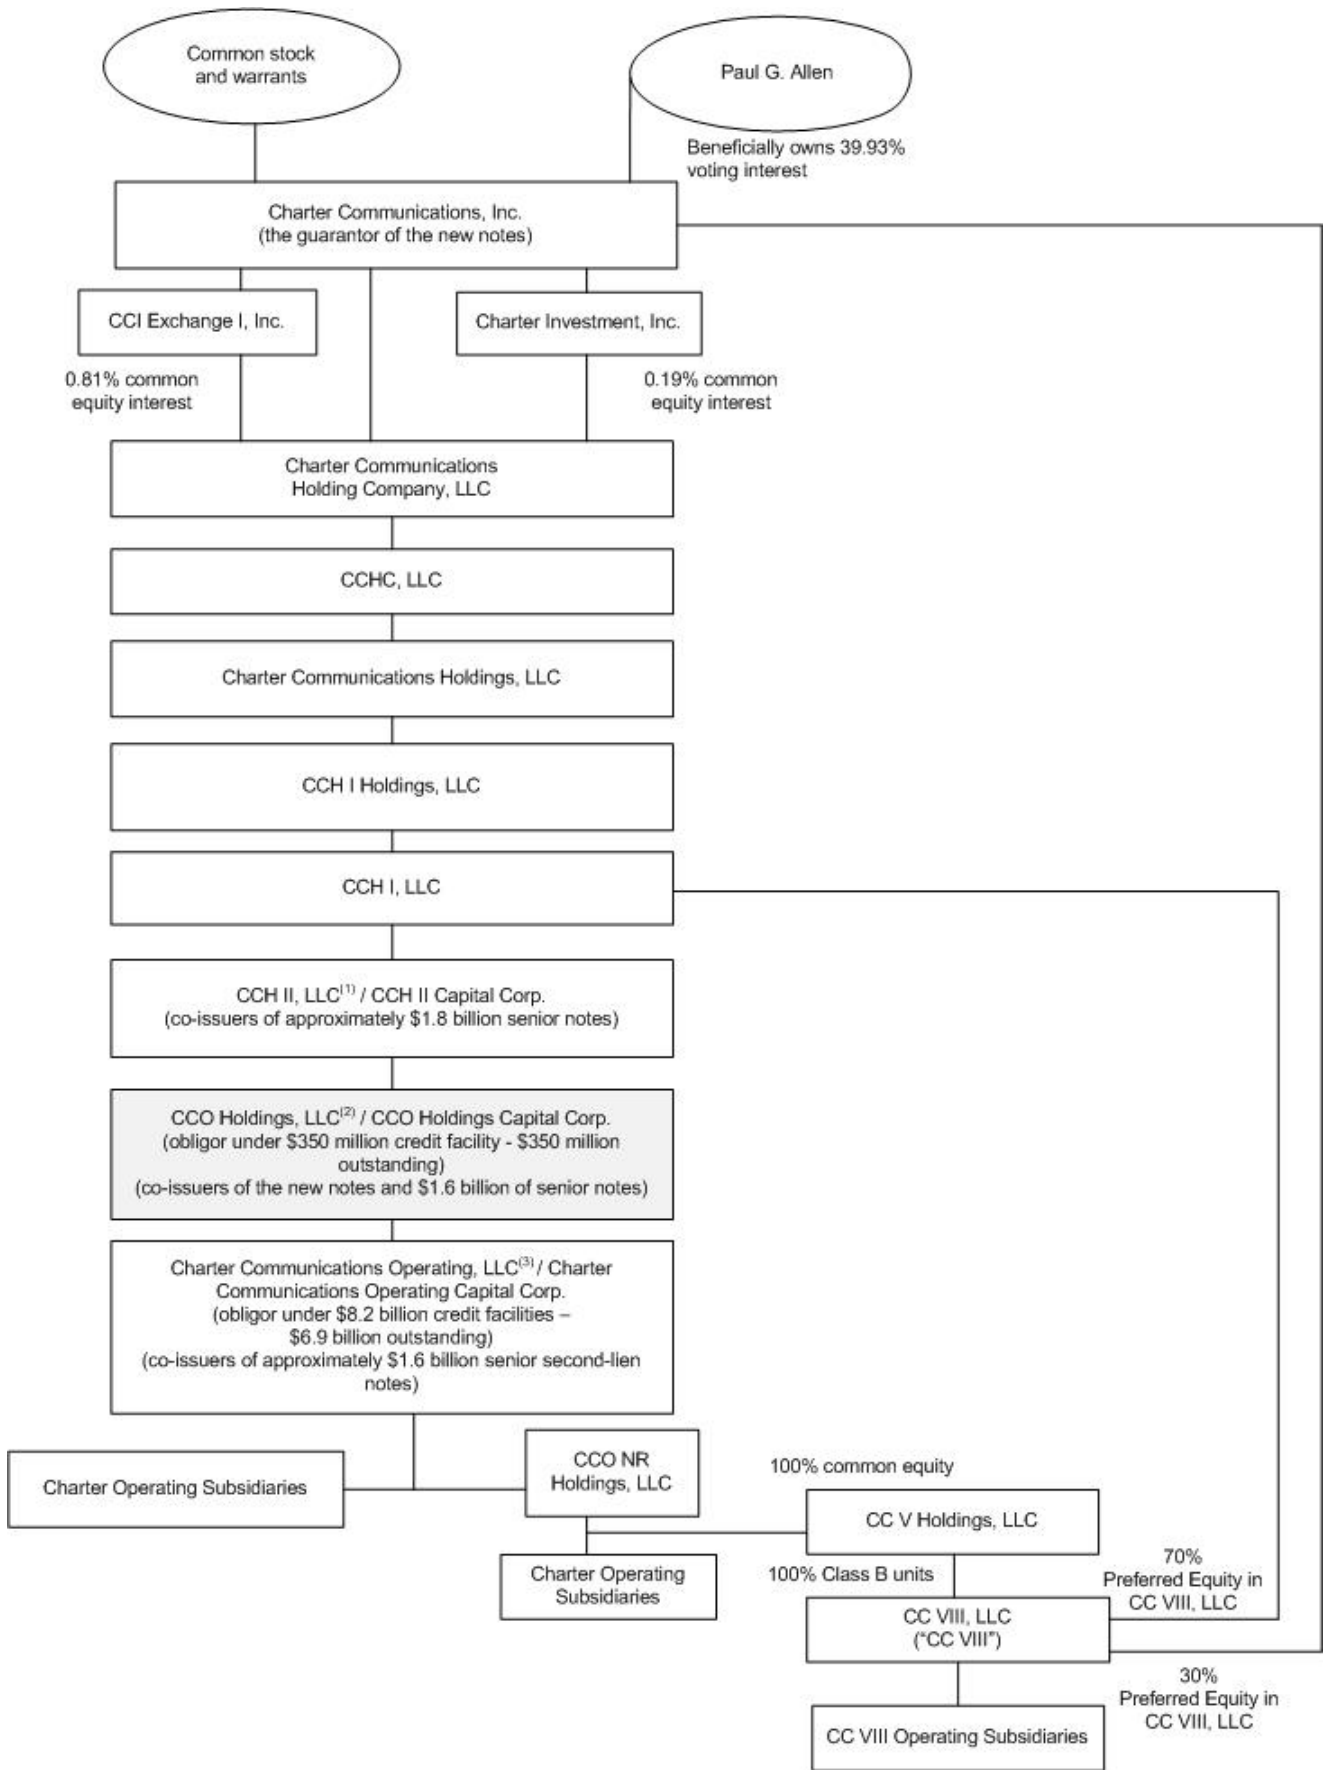 Common stock
and warrants
Paul G. Allen
Beneficially owns 39.93%
voting interest
Charter Communications, Inc.
(the guarantor of the new notes)
CCI Exchange I, Inc.
Charter Investment, Inc.
0.81% common
equity interest
0.19% common
equity interest
Charter Communications
Holding Company, LLC
CCHC, LLC
Charter Communications Holdings, LLC
CCH I Holdings, LLC
CCH I, LLC
CCH II, LLC(1) / CCH II Capital Corp.
(co-issuers of approximately $1.8 billion senior notes)
CCO Holdings, LLC(2) / CCO Holdings Capital Corp.
(obligor under $350 million credit facility - $350 million
outstanding)
(co-issuers of the new notes and $1.6 billion of senior notes)
Charter Communications Operating, LLC(3) / Charter
Communications Operating Capital Corp.
(obligor under $8.2 billion credit facilities –
$6.9 billion outstanding)
(co-issuers of approximately $1.6 billion senior second-lien
notes)
Charter Operating Subsidiaries
CCO NR
Holdings, LLC
100% common equity
CC V Holdings, LLC
Charter Operating
Subsidiaries
100% Class B units
70%
Preferred Equity in
CC VIII, LLC
CC VIII, LLC
(“CC VIII”)
30%
Preferred Equity in
CC VIII, LLC
CC VIII Operating Subsidiaries